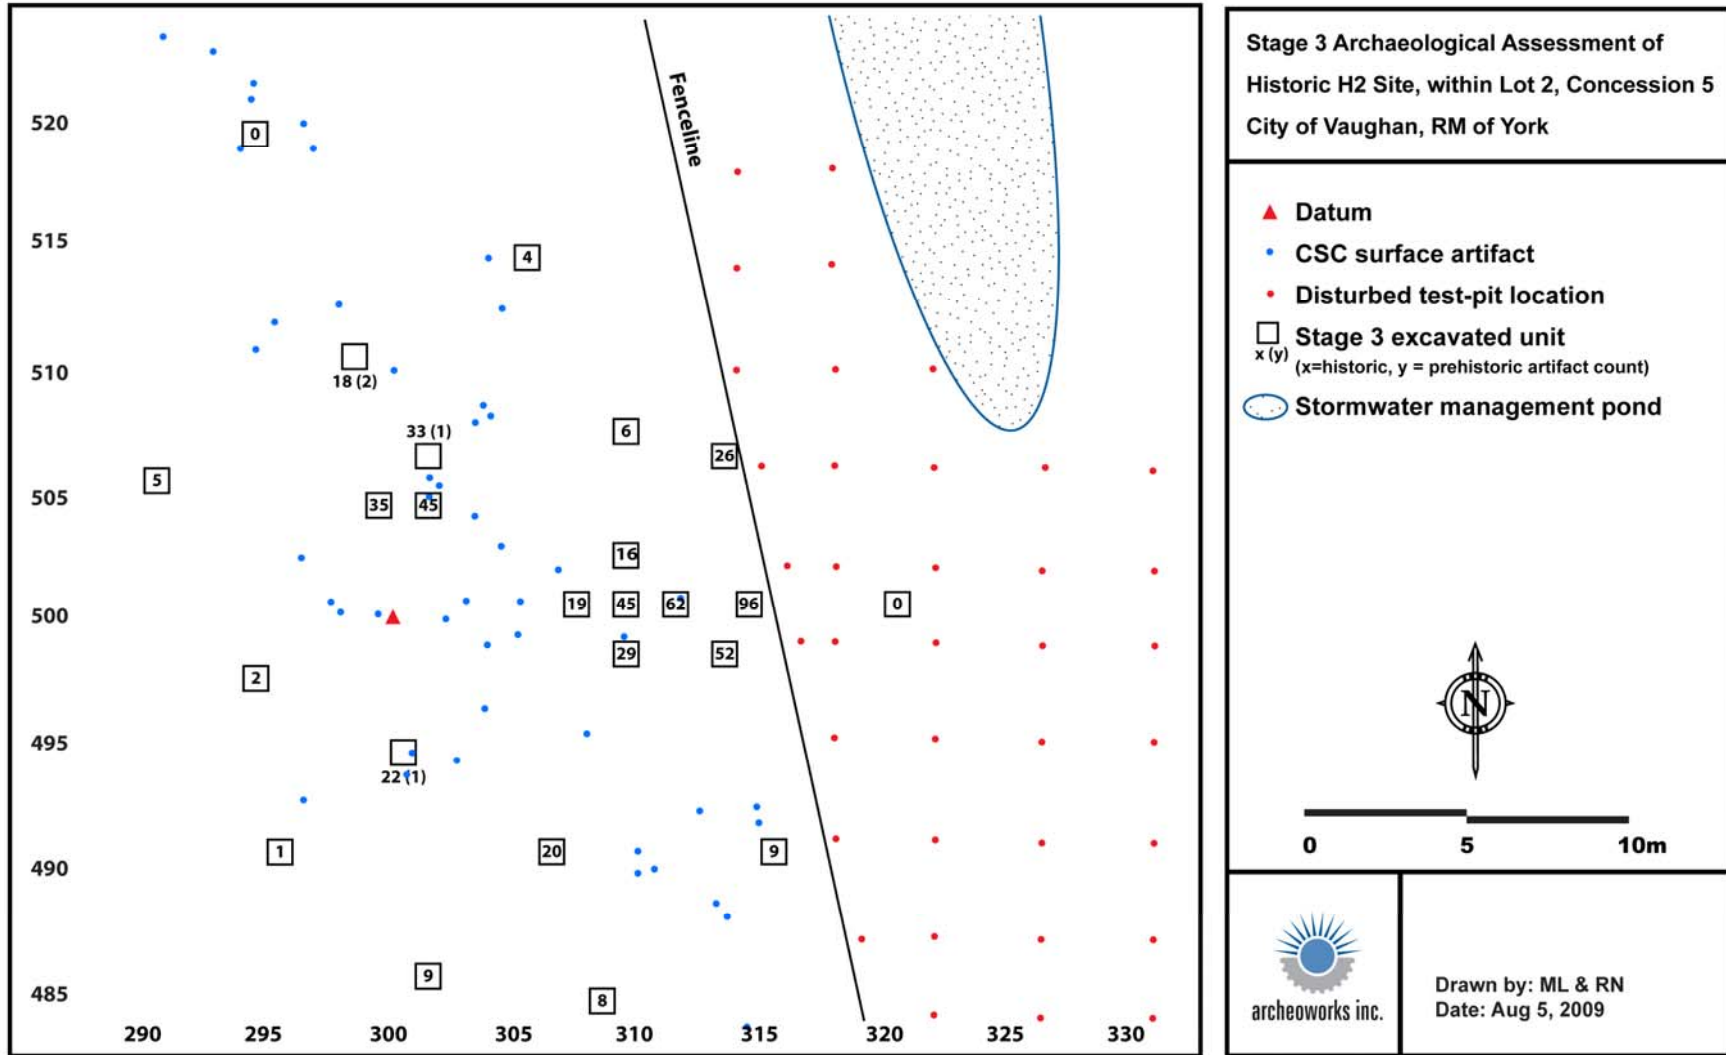 Stage 3 Archaeological Assessment of
Historic H2 Site, within Lot 2, Concession 5
City of Vaughan, RM of York
Fenceline
520
0
515
4
510
18 (2)
33 (1)
6
26
5
505
35
45
16
500
19
45
62
96
0
29
52
2
495
22 (1)
490
1
20
9
9
8
485
290
295
300
305
310
315
320
325
330
Datum
CSC surface artifact
Disturbed test-pit location
Stage 3 excavated unit
x (y)
(x=historic, y = prehistoric artifact count)
Stormwater management pond
N
0 5 10m
archeoworks inc.
Drawn by: ML & RN
Date: Aug 5, 2009